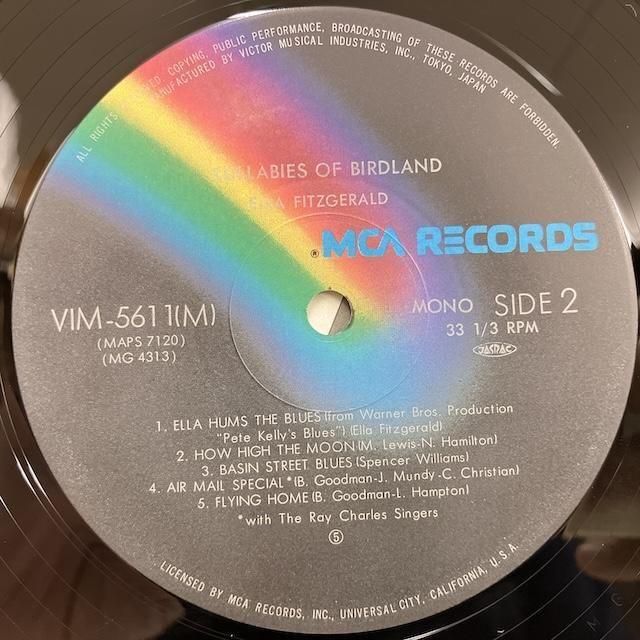 ALL RIGHTS RESERVED COPYING, PUBLIC PERFORMANCE, BROADCASTING OF THESE RECORDS ARE FORBIDDEN.
MANUFACTURED BY VICTOR MUSICAL INDUSTRIES, INC., TOKYO, JAPAN
LULLABIES OF BIRDLAND
ELLA FITZGERALD
® MCA RECORDS
VIM-5611(M)
(MAPS 7120)
(MG 4313)
MONO SIDE 2
33 1/3 RPM
JASRAC
1. ELLA HUMS THE BLUES (from Warner Bros. Production
"Pete Kelly's Blues") (Ella Fitzgerald)
2. HOW HIGH THE MOON (M. Lewis-N. Hamilton)
3. BASIN STREET BLUES (Spencer Williams)
4. AIR MAIL SPECIAL* (B. Goodman-J. Mundy-C. Christian)
5. FLYING HOME (B. Goodman-L. Hampton)
*with The Ray Charles Singers
⑤
LICENSED BY MCA RECORDS, INC., UNIVERSAL CITY, CALIFORNIA, U.S.A.